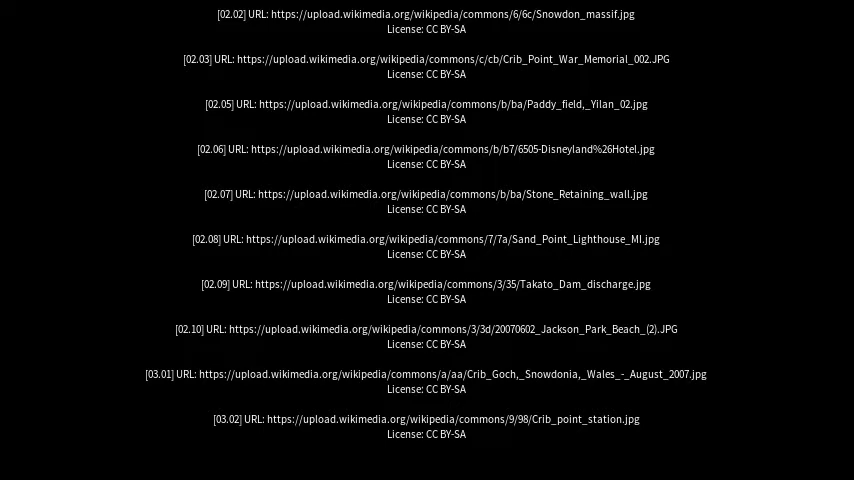 [02.02] URL: https://upload.wikimedia.org/wikipedia/commons/6/6c/Snowdon_massif.jpg
License: CC BY-SA
[02.03] URL: https://upload.wikimedia.org/wikipedia/commons/c/cb/Crib_Point_War_Memorial_002.JPG
License: CC BY-SA
[02.05] URL: https://upload.wikimedia.org/wikipedia/commons/b/ba/Paddy_field,_Yilan_02.jpg
License: CC BY-SA
[02.06] URL: https://upload.wikimedia.org/wikipedia/commons/b/b7/6505-Disneyland%26Hotel.jpg
License: CC BY-SA
[02.07] URL: https://upload.wikimedia.org/wikipedia/commons/b/ba/Stone_Retaining_wall.jpg
License: CC BY-SA
[02.08] URL: https://upload.wikimedia.org/wikipedia/commons/7/7a/Sand_Point_Lighthouse_MI.jpg
License: CC BY-SA
[02.09] URL: https://upload.wikimedia.org/wikipedia/commons/3/35/Takato_Dam_discharge.jpg
License: CC BY-SA
[02.10] URL: https://upload.wikimedia.org/wikipedia/commons/3/3d/20070602_Jackson_Park_Beach_(2).JPG
License: CC BY-SA
[03.01] URL: https://upload.wikimedia.org/wikipedia/commons/a/aa/Crib_Goch,_Snowdonia,_Wales_-_August_2007.jpg
License: CC BY-SA
[03.02] URL: https://upload.wikimedia.org/wikipedia/commons/9/98/Crib_point_station.jpg
License: CC BY-SA